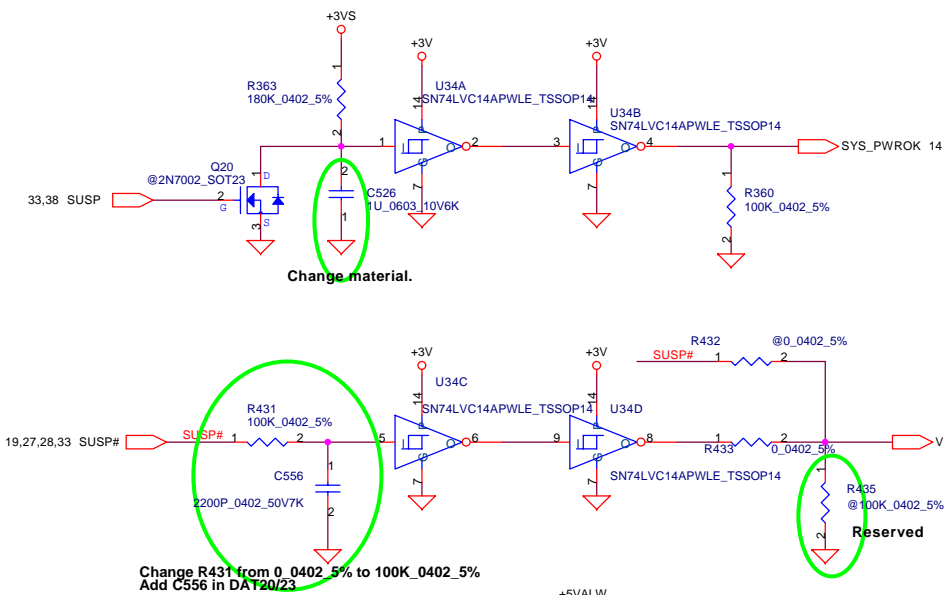 +3VS
+3V
+3V
1
R363
180K_0402_5%
2
14
U34A
SN74LVC14APWLE_TSSOP14
14
U34B
SN74LVC14APWLE_TSSOP14
P
I
O
G
1
2
7
P
I
O
G
3
4
7
SYS_PWROK 14
Q20
@2N7002_SOT23
33,38 SUSP
1
D
2
G
S
3
2
C526
1U_0603_10V6K
1
1
R360
100K_0402_5%
2
Change material.
+3V
+3V
R432
@0_0402_5%
SUSP#
1
2
14
U34C
SN74LVC14APWLE_TSSOP14
14
U34D
19,27,28,33 SUSP#
SUSP#
R431
100K_0402_5%
1
2
5
P
I
O
G
6
7
9
P
I
O
G
8
7
1
2
R433
0_0402_5%
V
SN74LVC14APWLE_TSSOP14
1
C556
2200P_0402_50V7K
2
1
R435
@100K_0402_5%
2
Reserved
Change R431 from 0_0402_5% to 100K_0402_5%
Add C556 in DAT20/23
+5VALW